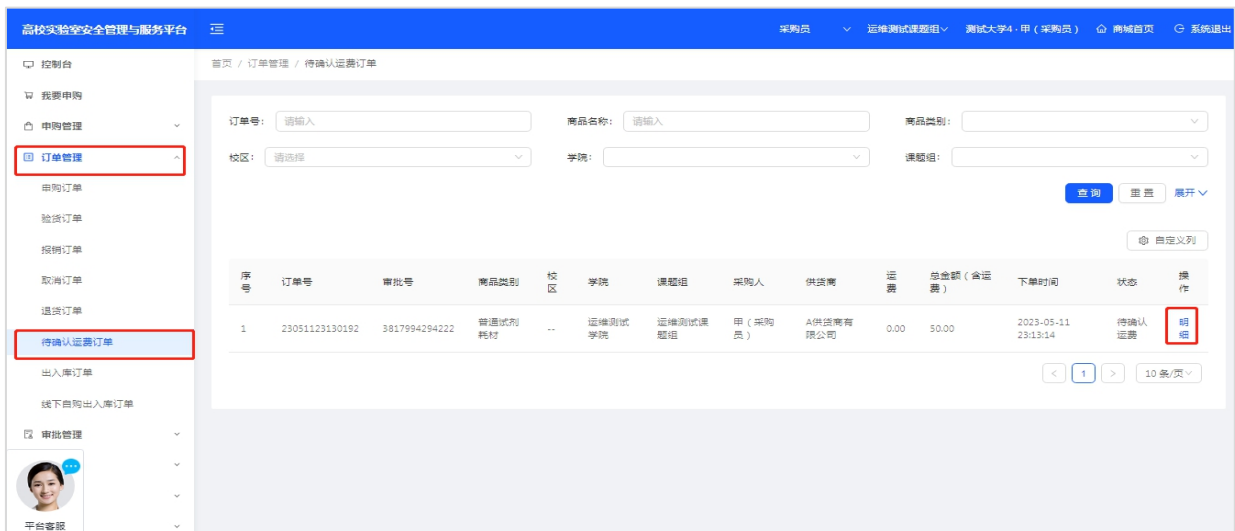 高校实验室安全管理与服务平台 采购员 运维测试课题组 测试大学4 - 甲（采购员） 商城首页 系统退出
控制台
首页 / 订单管理 / 待确认运费订单
我要申购
申购管理
订单号： 请输入 商品名称： 请输入 商品类别：
订单管理
校区： 请选择 学院： 课题组：
申购订单
查 询 重 置 展开
验货订单
报销订单
自定义列
取消订单
序号 订单号 审批号 商品类别 校区 学院 课题组 采购人 供货商 运费 总金额（含运费） 下单时间 状态 操作
退货订单
1 23051123130192 3817994294222 普通试剂耗材 -- 运维测试学院 运维测试课题组 甲（采购员） A供货商有限公司 0.00 50.00 2023-05-11 23:13:14 待确认运费 明细
待确认运费订单
出入库订单
< 1 > 10 条/页
线下自购出入库订单
审批管理
平台客服